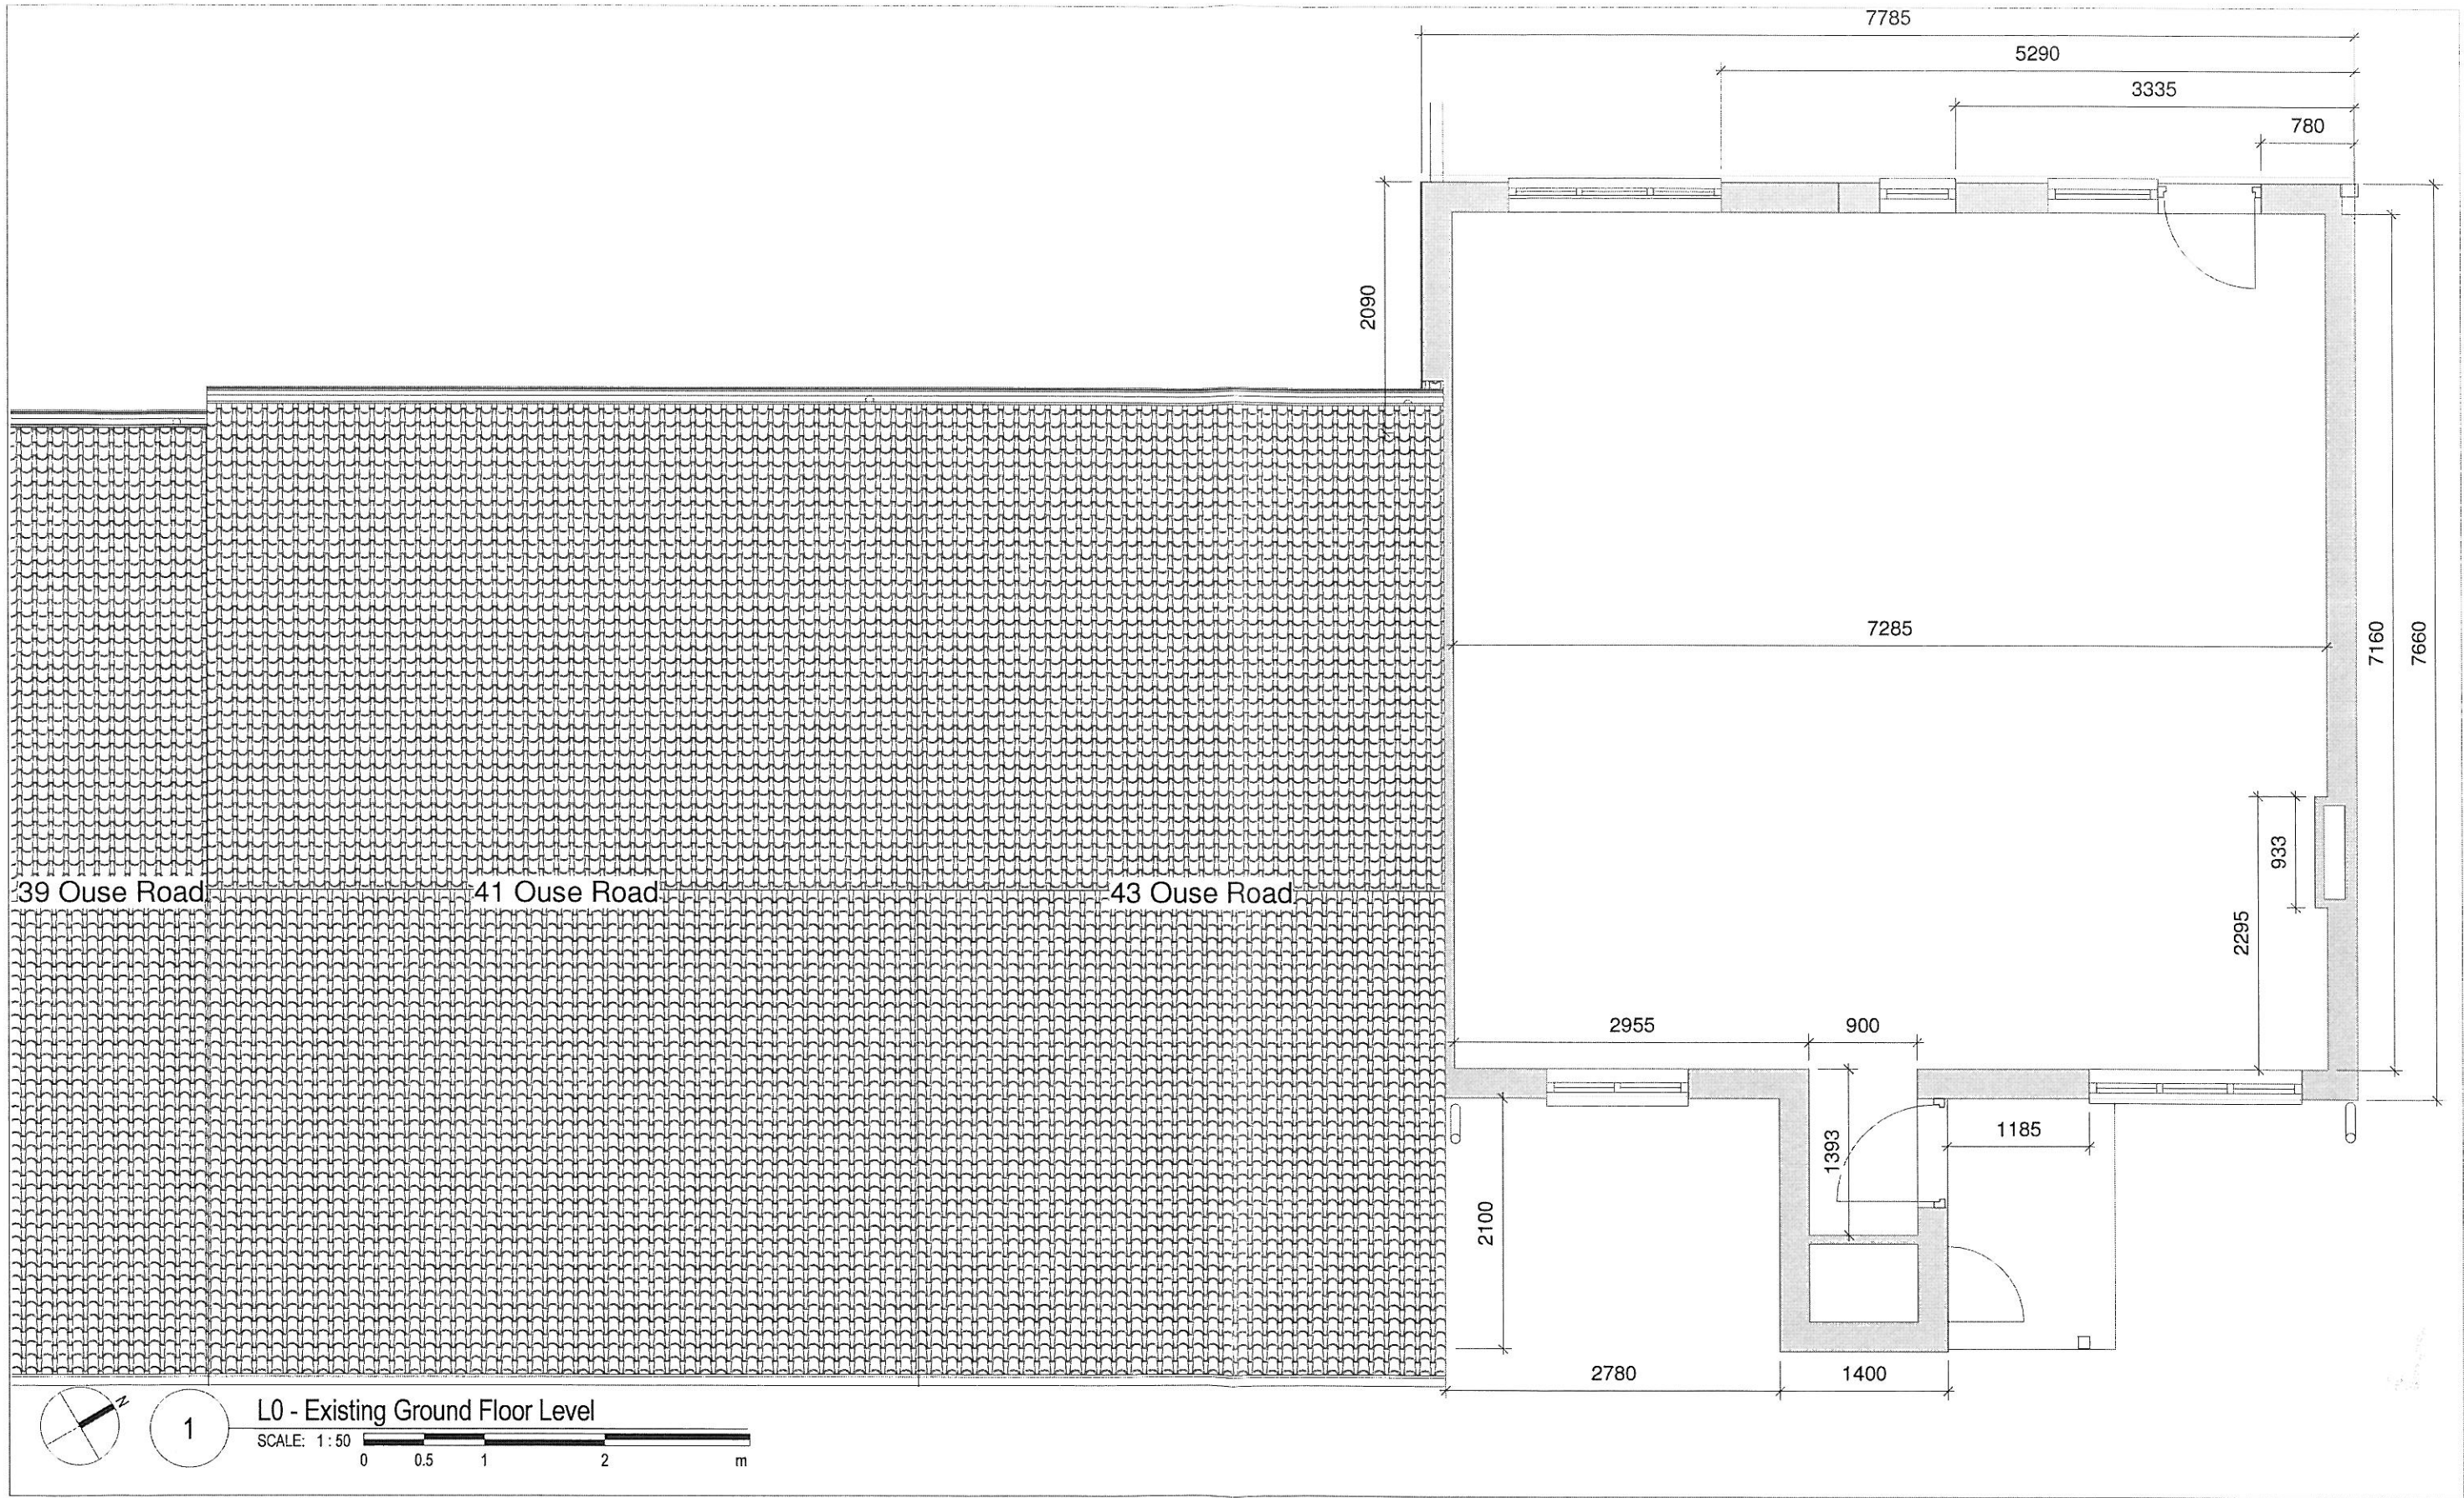 7785
5290
3335
780
2090
7285
7160
7660
933
2295
39 Ouse Road
41 Ouse Road
43 Ouse Road
2955
900
1393
1185
2100
2780
1400
N
1
L0 - Existing Ground Floor Level
SCALE: 1 : 50
0 0.5 1 2 m